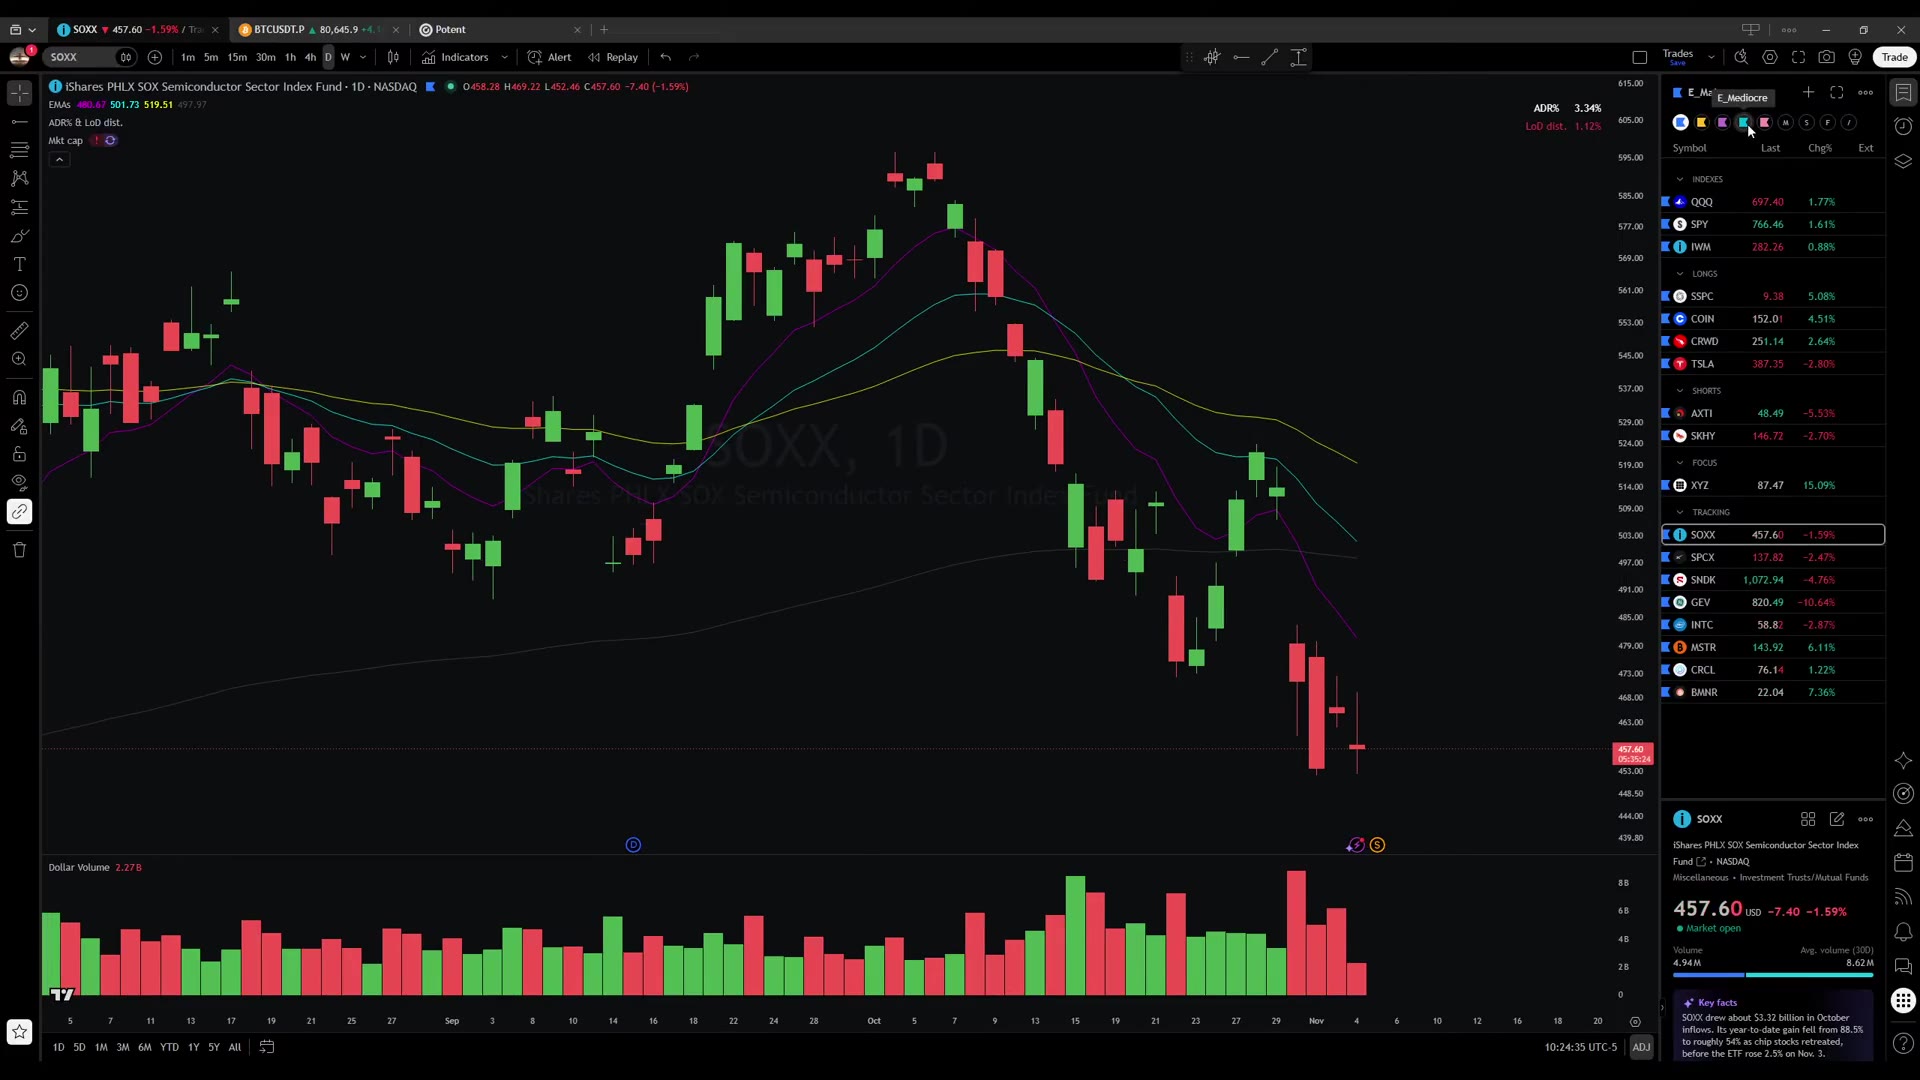 SOXX ▼ 457.60 −1.59% / Tra
BTCUSDT.P ▲ 80,645.9 +4.
Potent
1
SOXX
1m 5m 15m 30m 1h 4h D W
Indicators
Alert
Replay
Trades
Save
Trade
iShares PHLX SOX Semiconductor Sector Index Fund · 1D · NASDAQ
O458.28 H469.22 L452.46 C457.60 −7.40 (−1.59%)
EMAs 480.67 501.73 519.51 497.97
ADR% & LoD dist.
Mkt cap
ADR% 3.34%
LoD dist. 1.12%
SOXX, 1D
iShares PHLX SOX Semiconductor Sector Index Fund
615.00
605.00
595.00
585.00
577.00
569.00
561.00
553.00
545.00
537.00
529.00
524.00
519.00
514.00
509.00
503.00
497.00
491.00
485.00
479.00
473.00
468.00
463.00
457.60
05:35:24
453.00
448.50
444.00
439.80
D
S
Dollar Volume 2.27B
8B
6B
4B
2B
0
5 7 11 13 17 19 21 25 27 Sep 3 8 10 14 16 18 22 24 28 Oct 5 7 9 13 15 19 21 23 27 29 Nov 4 6 10 12 16 18 20
1D 5D 1M 3M 6M YTD 1Y 5Y All
10:24:35 UTC-5
ADJ
E_Ma
E_Mediocre
M S F /
Symbol Last Chg% Ext
INDEXES
QQQ 697.40 1.77%
SPY 766.46 1.61%
IWM 282.26 0.88%
LONGS
SSPC 9.38 5.08%
COIN 152.01 4.51%
CRWD 251.14 2.64%
TSLA 387.35 −2.80%
SHORTS
AXTI 48.49 −5.53%
SKHY 146.72 −2.70%
FOCUS
XYZ 87.47 15.09%
TRACKING
SOXX 457.60 −1.59%
SPCX 137.82 −2.47%
SNDK 1,072.94 −4.76%
GEV 820.49 −10.64%
INTC 58.82 −2.87%
MSTR 143.92 6.11%
CRCL 76.14 1.22%
BMNR 22.04 7.36%
SOXX
iShares PHLX SOX Semiconductor Sector Index
Fund · NASDAQ
Miscellaneous · Investment Trusts/Mutual Funds
457.60 USD −7.40 −1.59%
Market open
Volume Avg. volume (30D)
4.94M 8.62M
Key facts
SOXX drew about $3.32 billion in October
inflows. Its year-to-date gain fell from 88.5%
to roughly 54% as chip stocks retreated,
before the ETF rose 2.5% on Nov. 3.